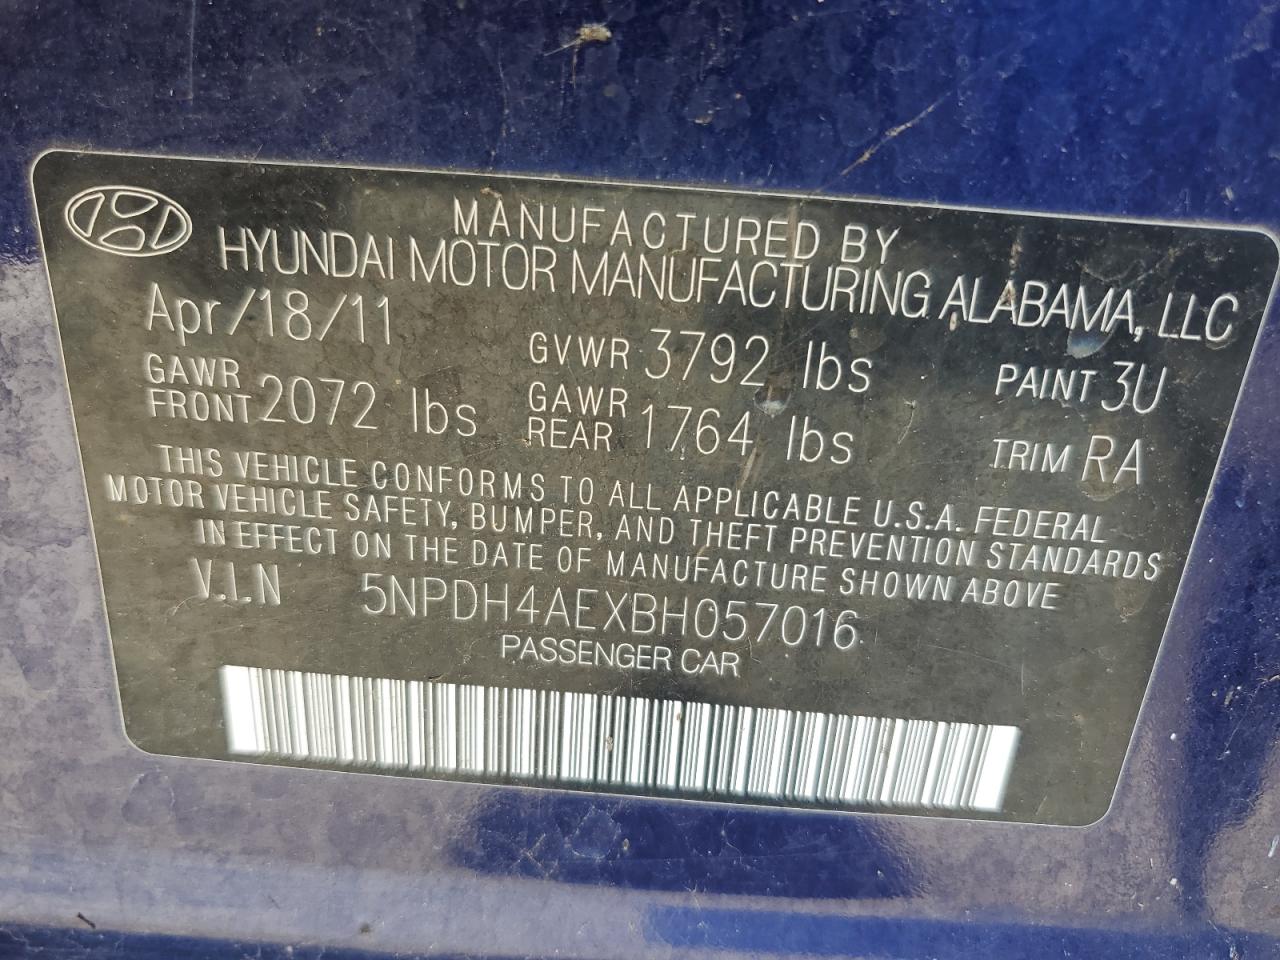 MANUFACTURED BY
HYUNDAI MOTOR MANUFACTURING ALABAMA, LLC
Apr/18/11 GVWR 3792 lbs PAINT 3U
GAWR FRONT 2072 lbs GAWR REAR 1764 lbs TRIM RA
THIS VEHICLE CONFORMS TO ALL APPLICABLE U.S.A. FEDERAL
MOTOR VEHICLE SAFETY, BUMPER, AND THEFT PREVENTION STANDARDS
IN EFFECT ON THE DATE OF MANUFACTURE SHOWN ABOVE
V.I.N 5NPDH4AEXBH057016
PASSENGER CAR